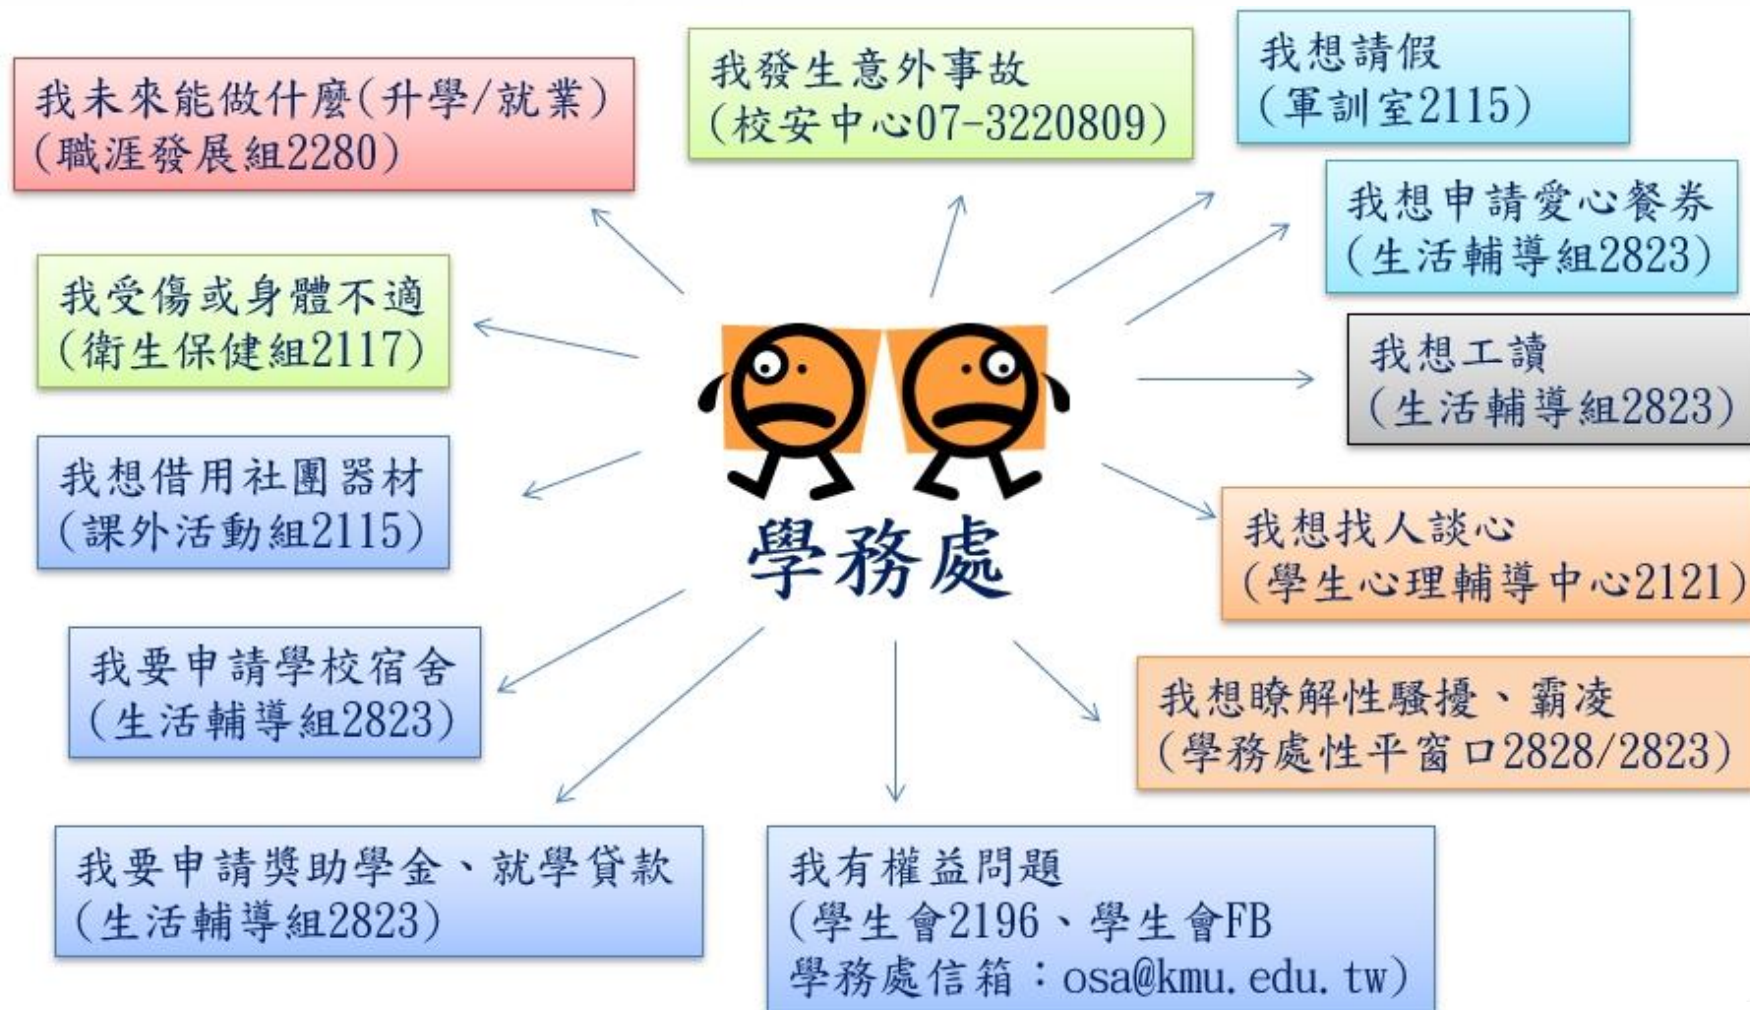 我未來能做什麼(升學/就業)
(職涯發展組2280)
我發生意外事故
(校安中心07-3220809)
我想請假
(軍訓室2115)
我想申請愛心餐券
(生活輔導組2823)
我受傷或身體不適
(衛生保健組2117)
我想工讀
(生活輔導組2823)
我想借用社團器材
(課外活動組2115)
學務處
我想找人談心
(學生心理輔導中心2121)
我要申請學校宿舍
(生活輔導組2823)
我想瞭解性騷擾、霸凌
(學務處性平窗口2828/2823)
我要申請獎助學金、就學貸款
(生活輔導組2823)
我有權益問題
(學生會2196、學生會FB
學務處信箱：osa@kmu.edu.tw)